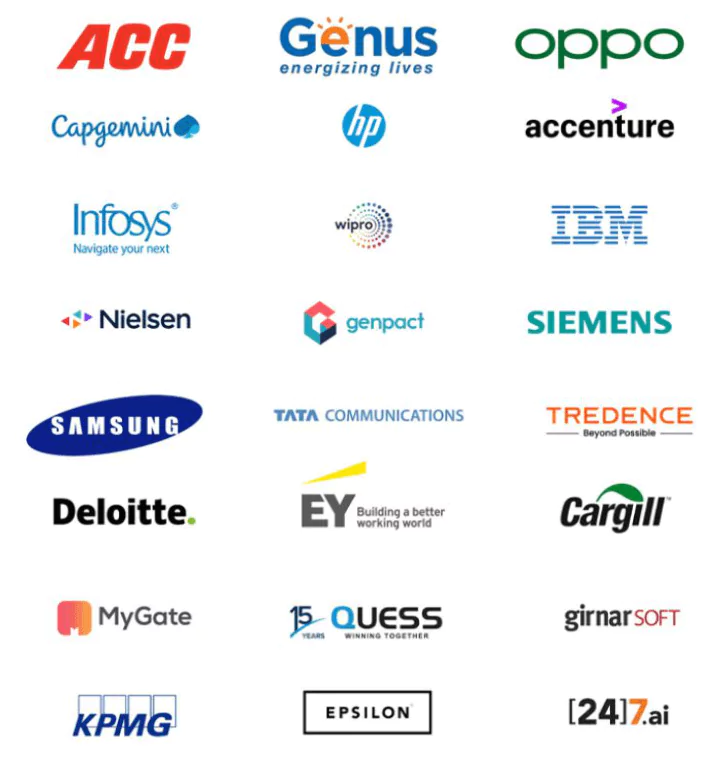 ACC
Genus
energizing lives
oppo
Capgemini
hp
accenture
Infosys®
Navigate your next
wipro
IBM
Nielsen
genpact
SIEMENS
SAMSUNG
TATA COMMUNICATIONS
TREDENCE
Beyond Possible
Deloitte.
EY Building a better
working world
Cargill™
MyGate
15 YEARS
QUESS
WINNING TOGETHER
girnarSOFT
KPMG
EPSILON
[24]7.ai